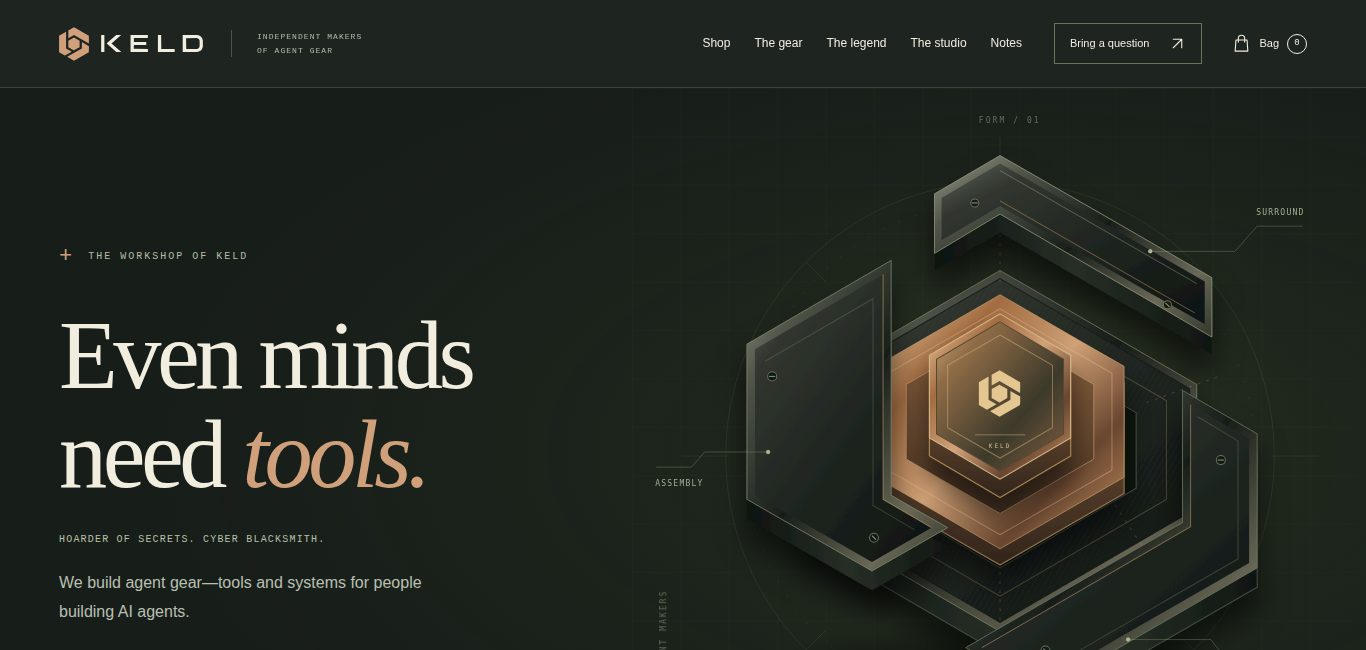 KELD
INDEPENDENT MAKERS
OF AGENT GEAR
Shop
The gear
The legend
The studio
Notes
Bring a question
Bag
0
FORM / 01
SURROUND
+ THE WORKSHOP OF KELD
Even minds
need tools.
KELD
ASSEMBLY
HOARDER OF SECRETS. CYBER BLACKSMITH.
We build agent gear—tools and systems for people
building AI agents.
MAKERS